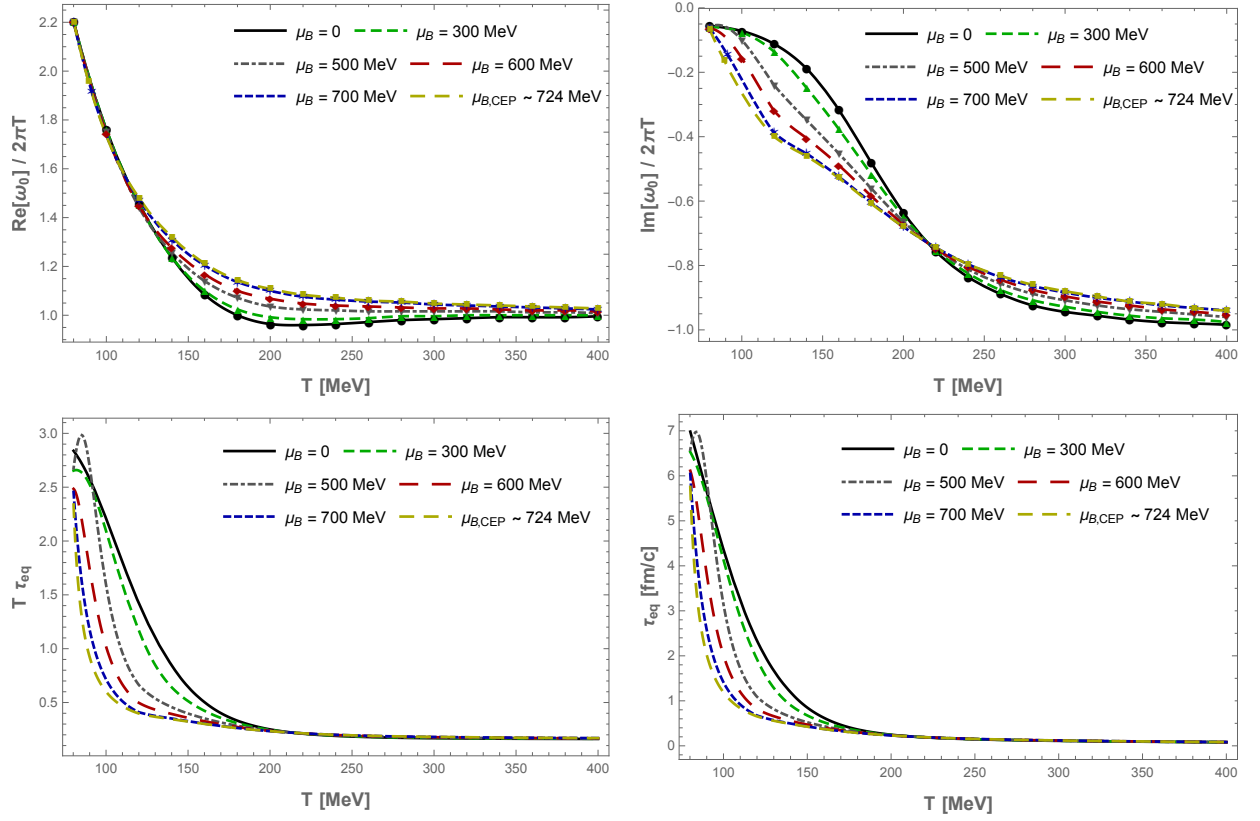 Re[ω₀] / 2πT
2.2
2.0
1.8
1.6
1.4
1.2
1.0
μB = 0
μB = 300 MeV
μB = 500 MeV
μB = 600 MeV
μB = 700 MeV
μB,CEP ~ 724 MeV
100
150
200
250
300
350
400
T [MeV]
Im[ω₀] / 2πT
-0.0
-0.2
-0.4
-0.6
-0.8
-1.0
μB = 0
μB = 300 MeV
μB = 500 MeV
μB = 600 MeV
μB = 700 MeV
μB,CEP ~ 724 MeV
100
150
200
250
300
350
400
T [MeV]
T τeq
3.0
2.5
2.0
1.5
1.0
0.5
μB = 0
μB = 300 MeV
μB = 500 MeV
μB = 600 MeV
μB = 700 MeV
μB,CEP ~ 724 MeV
100
150
200
250
300
350
400
T [MeV]
τeq [fm/c]
7
6
5
4
3
2
1
0
μB = 0
μB = 300 MeV
μB = 500 MeV
μB = 600 MeV
μB = 700 MeV
μB,CEP ~ 724 MeV
100
150
200
250
300
350
400
T [MeV]